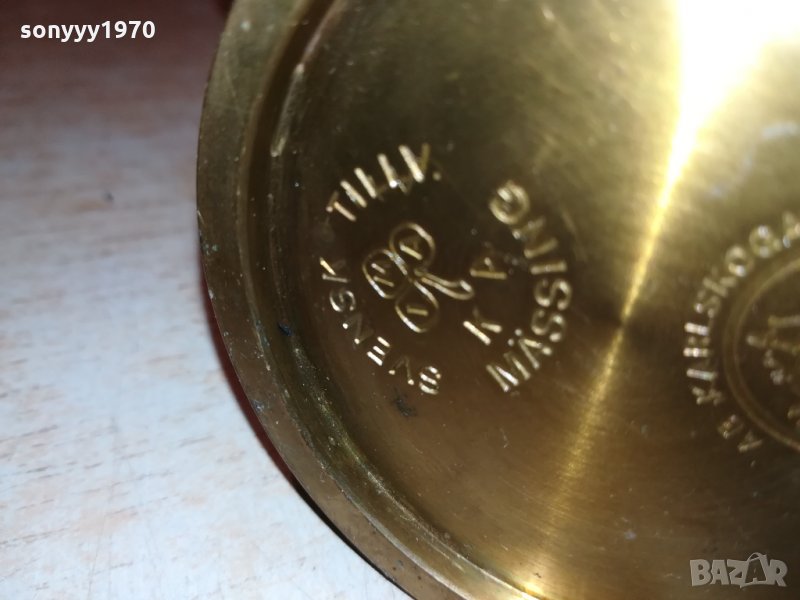 sonyyy1970
SVENSK TILLV.
K A
MÄSSING
AB KARLSKOGA
BAZAR